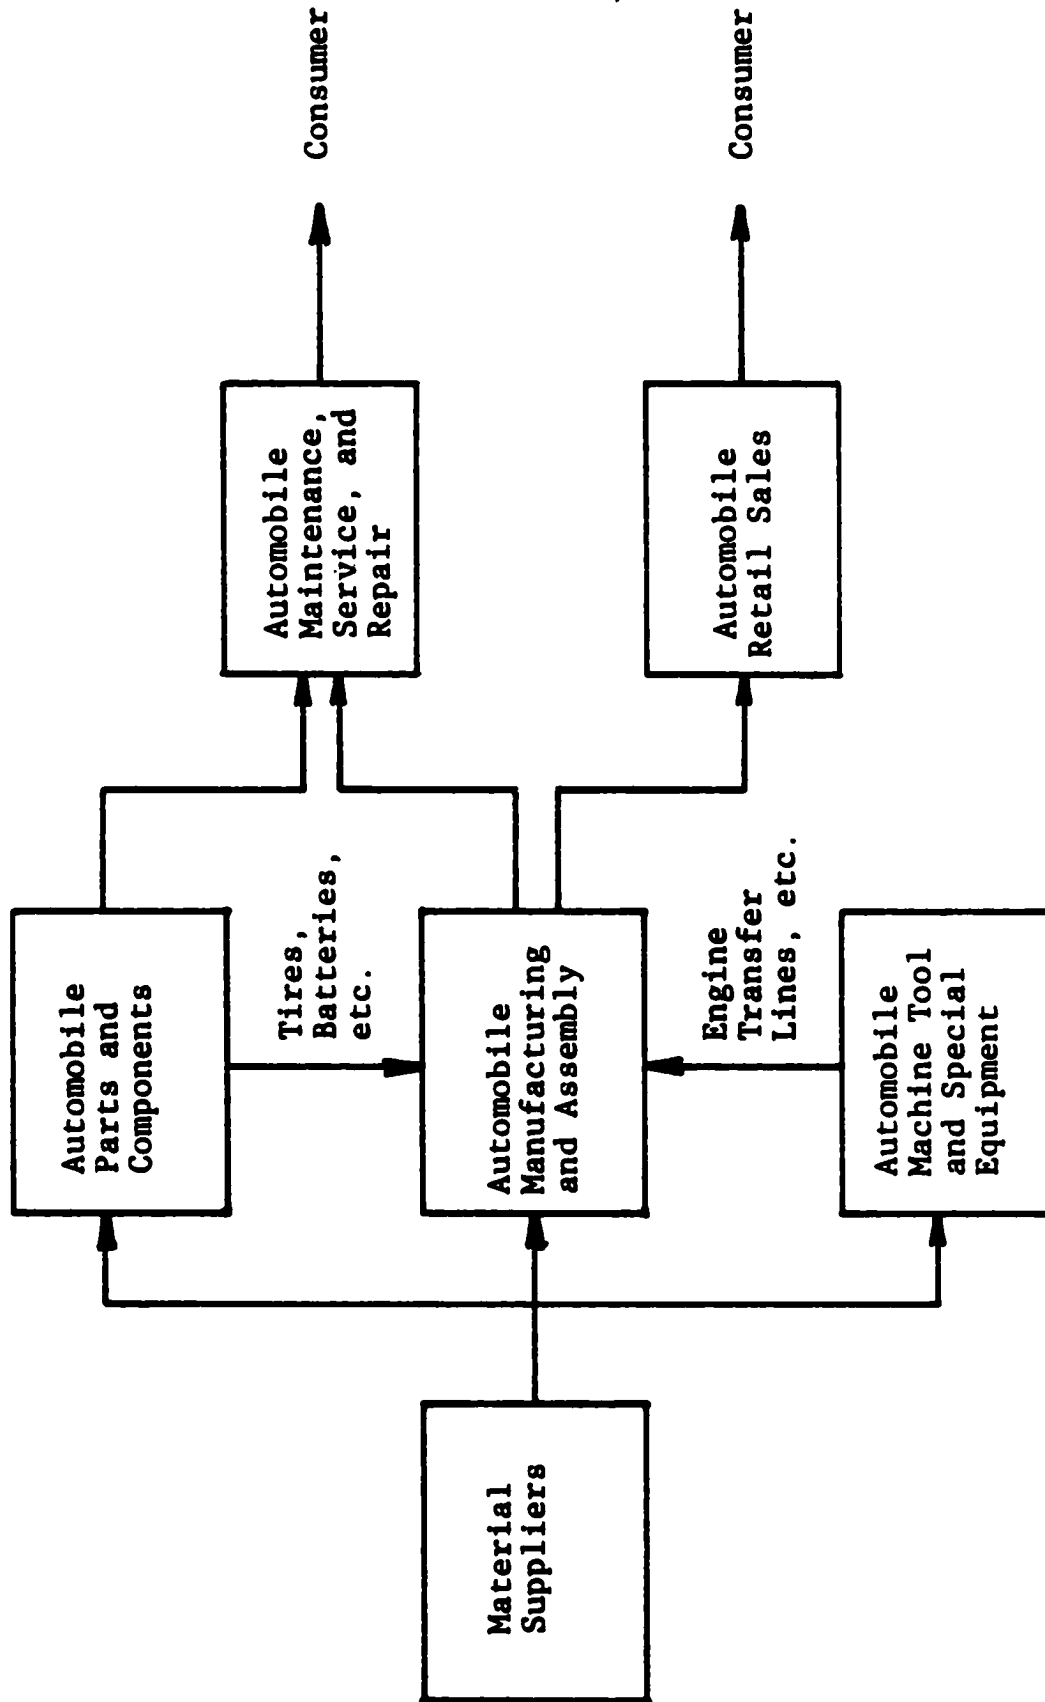 Material
Suppliers
Automobile
Parts and
Components
Tires,
Batteries,
etc.
Automobile
Manufacturing
and Assembly
Engine
Transfer
Lines, etc.
Automobile
Machine Tool
and Special
Equipment
Automobile
Maintenance,
Service, and
Repair
Automobile
Retail Sales
Consumer
Consumer